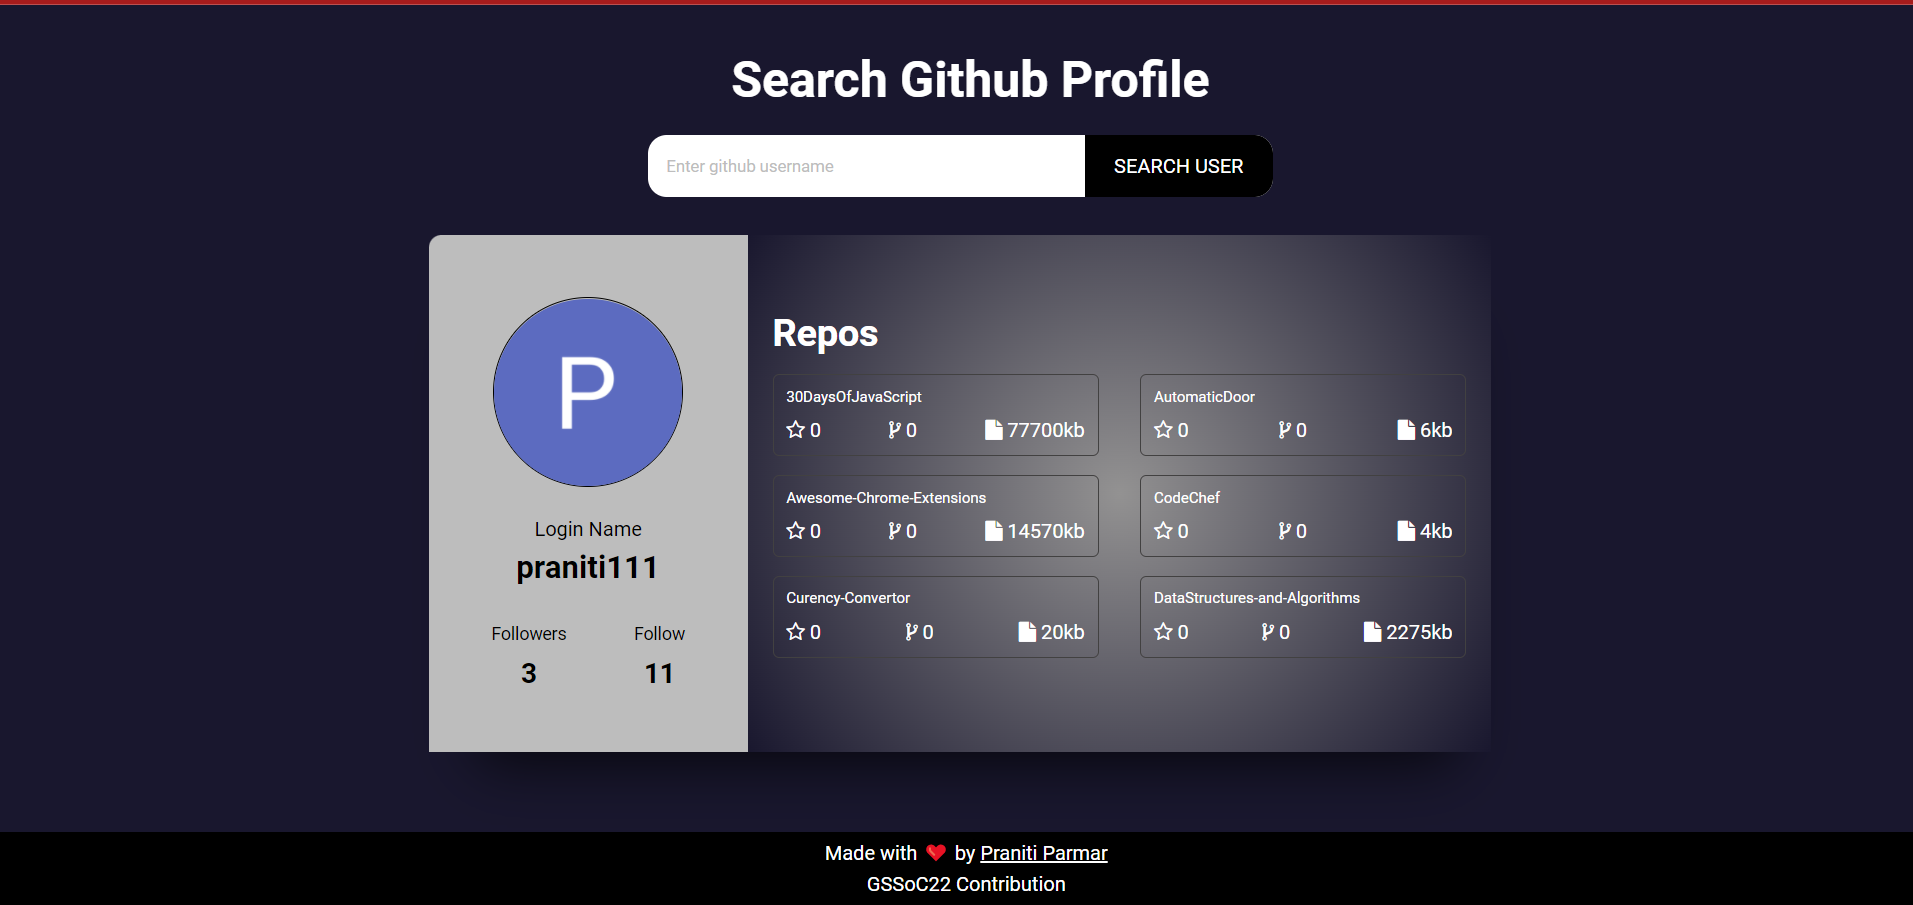 Search Github Profile
Enter github username
SEARCH USER
P
Login Name
praniti111
Followers
Follow
3
11
Repos
30DaysOfJavaScript
0 0 77700kb
AutomaticDoor
0 0 6kb
Awesome-Chrome-Extensions
0 0 14570kb
CodeChef
0 0 4kb
Curency-Convertor
0 0 20kb
DataStructures-and-Algorithms
0 0 2275kb
Made with ❤ by Praniti Parmar
GSSoC22 Contribution